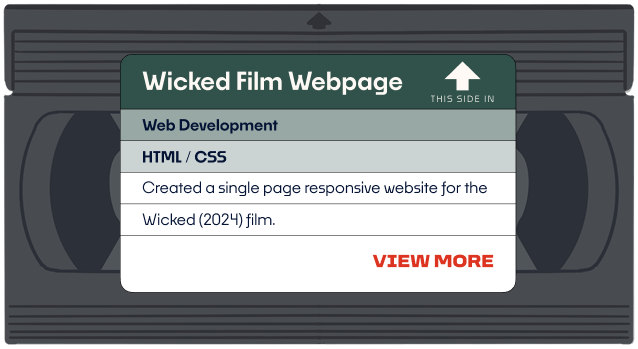 Wicked Film Webpage
THIS SIDE IN
Web Development
HTML / CSS
Created a single page responsive website for the
Wicked (2024) film.
VIEW MORE